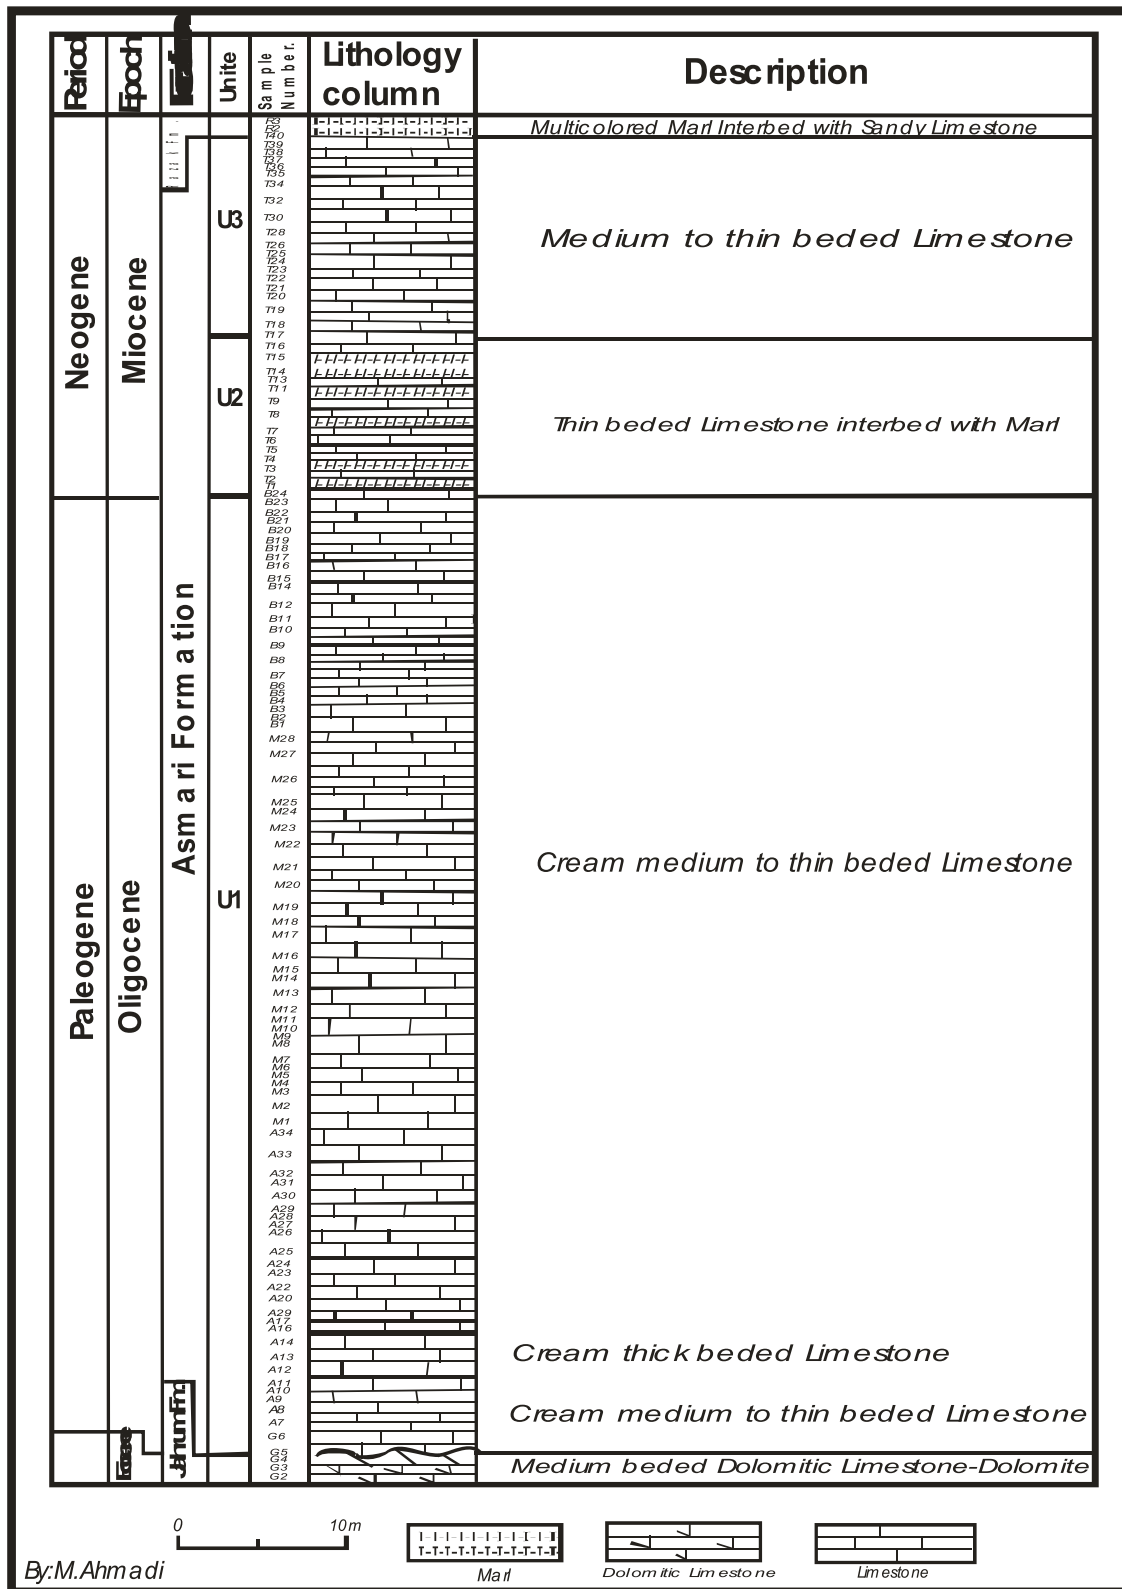 Period
Epoch
Unite
Sample
Number.
Lithology
column
Description
Neogene
Paleogene
Miocene
Oligocene
Asmari Formation
U3
U2
U1
R3
R2
T40
T39
T38
T37
T36
T35
T34
T32
T30
T28
T26
T25
T24
T23
T22
T21
T20
T19
T18
T17
T16
T15
T14
T13
T11
T9
T8
T7
T6
T5
T4
T3
T2
T1
B24
B23
B22
B21
B20
B19
B18
B17
B16
B15
B14
B12
B11
B10
B9
B8
B7
B6
B5
B4
B3
B2
B1
M28
M27
M26
M25
M24
M23
M22
M21
M20
M19
M18
M17
M16
M15
M14
M13
M12
M11
M10
M9
M8
M7
M6
M5
M4
M3
M2
M1
A34
A33
A32
A31
A30
A29
A28
A27
A26
A25
A24
A23
A22
A20
A29
A17
A16
A14
A13
A12
A11
A10
A9
A8
A7
G6
G5
G4
G3
G2
Multicolored Marl Interbed with Sandy Limestone
Medium to thin beded Limestone
Thin beded Limestone interbed with Marl
Cream medium to thin beded Limestone
Cream thick beded Limestone
Cream medium to thin beded Limestone
Medium beded Dolomitic Limestone-Dolomite
0 10m
By:M.Ahmadi
Marl
Dolomitic Limestone
Limestone